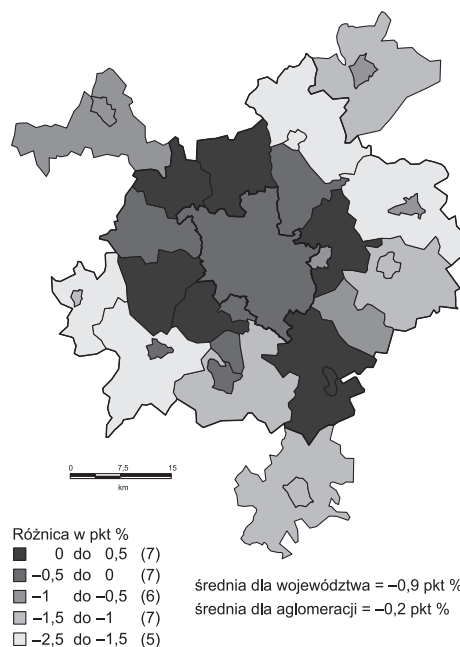 0 7,5 15
km
Różnica w pkt %
0 do 0,5 (7)
–0,5 do 0 (7)
–1 do –0,5 (6)
–1,5 do –1 (7)
–2,5 do –1,5 (5)
średnia dla województwa = –0,9 pkt %
średnia dla aglomeracji = –0,2 pkt %